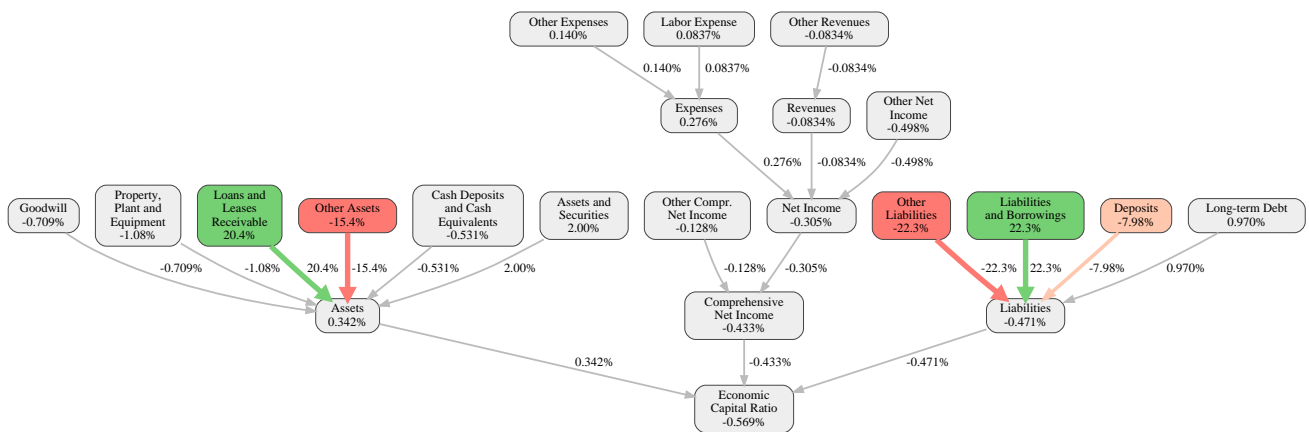 Other Expenses
0.140%
Labor Expense
0.0837%
Other Revenues
-0.0834%
0.140%
0.0837%
-0.0834%
Expenses
0.276%
Revenues
-0.0834%
Other Net
Income
-0.498%
0.276%
-0.0834%
-0.498%
Goodwill
-0.709%
Property,
Plant and
Equipment
-1.08%
Loans and
Leases
Receivable
20.4%
Other Assets
-15.4%
Cash Deposits
and Cash
Equivalents
-0.531%
Assets and
Securities
2.00%
Other Compr.
Net Income
-0.128%
Net Income
-0.305%
Other
Liabilities
-22.3%
Liabilities
and Borrowings
22.3%
Deposits
-7.98%
Long-term Debt
0.970%
-0.709%
-1.08%
20.4%
-15.4%
-0.531%
2.00%
-0.128%
-0.305%
-22.3%
22.3%
-7.98%
0.970%
Assets
0.342%
Comprehensive
Net Income
-0.433%
Liabilities
-0.471%
0.342%
-0.433%
-0.471%
Economic
Capital Ratio
-0.569%